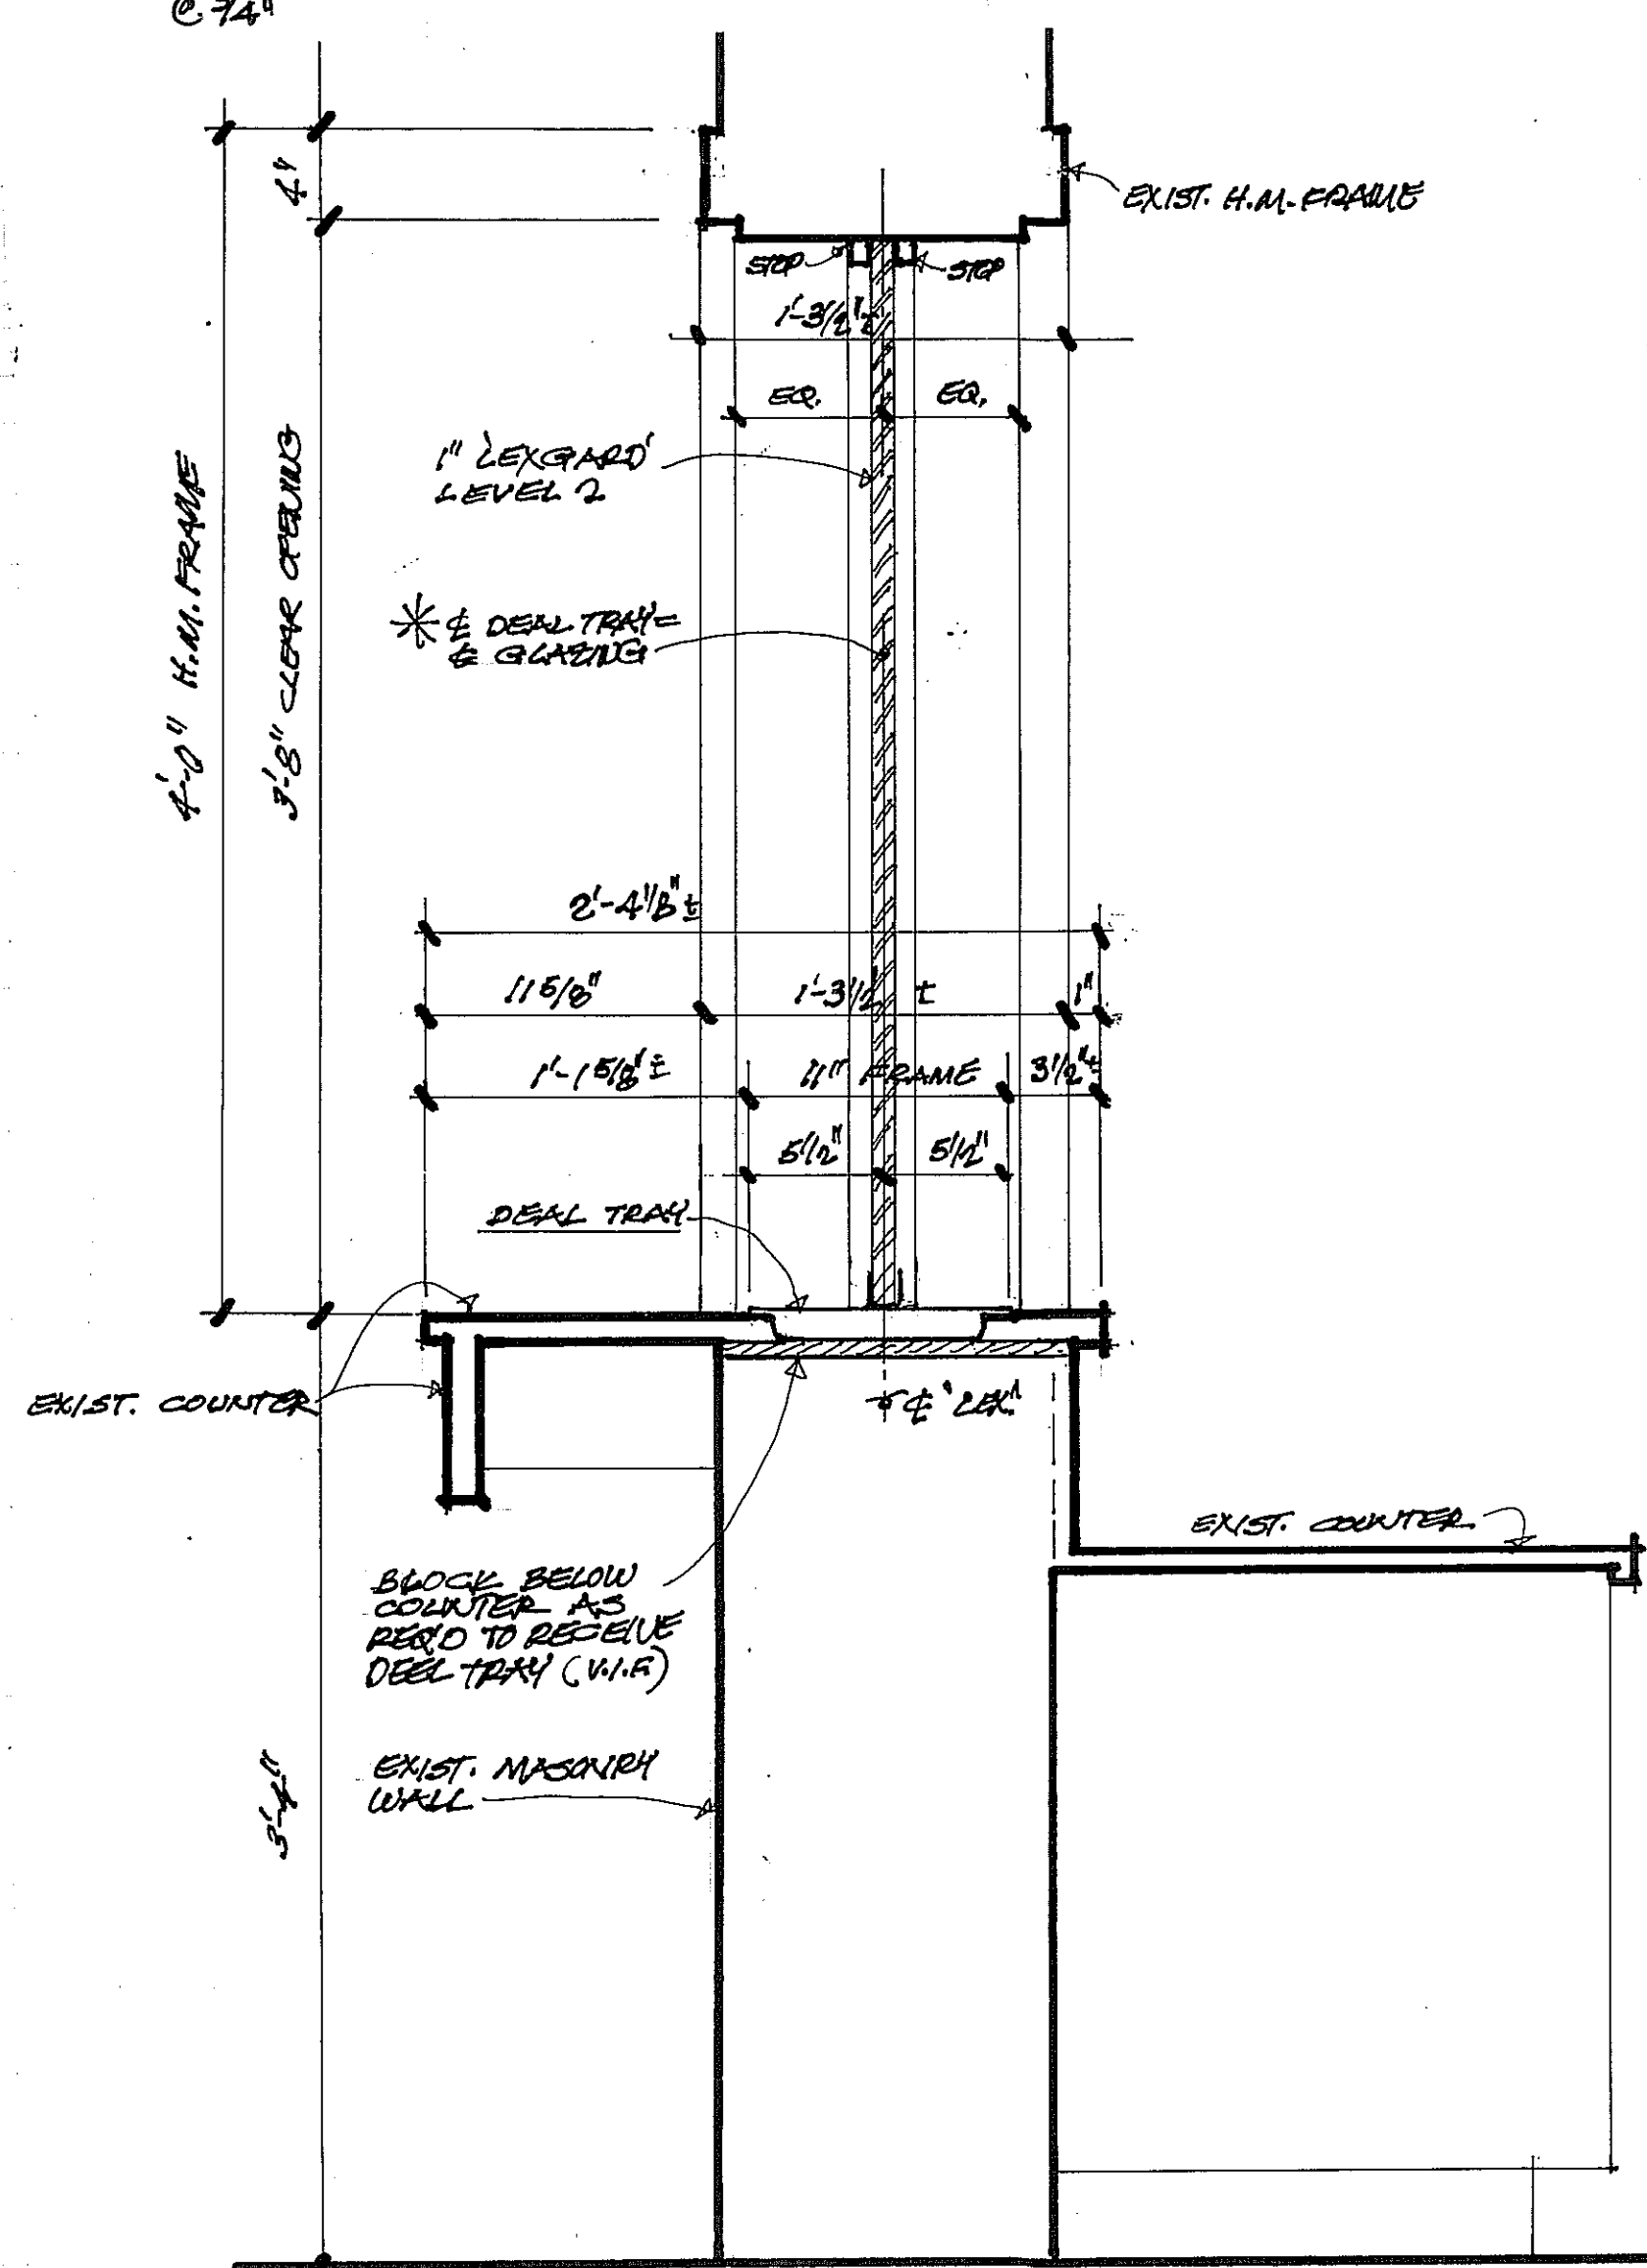 @ 74"
4"
EXIST. H.M. FRAME
STOP
STOP
1'-3 1/2" ±
EQ.
EQ.
1" 'LEXGARD'
LEVEL 2
4'-0" H.M. FRAME
3'-8" CLEAR OPENING
* ℄ DEAL TRAY =
℄ GLAZING
2'-4 1/8" ±
11 5/8"
1'-3 1/2" ±
1"
1'-1 5/8" ±
11" FRAME
3 1/2" ±
5 1/2"
5 1/2"
DEAL TRAY
EXIST. COUNTER
℄ "LEX."
EXIST. COUNTER
BLOCK BELOW
COUNTER AS
REQ'D TO RECEIVE
DEEL TRAY (V.I.F.)
EXIST. MASONRY
WALL
3'-4"